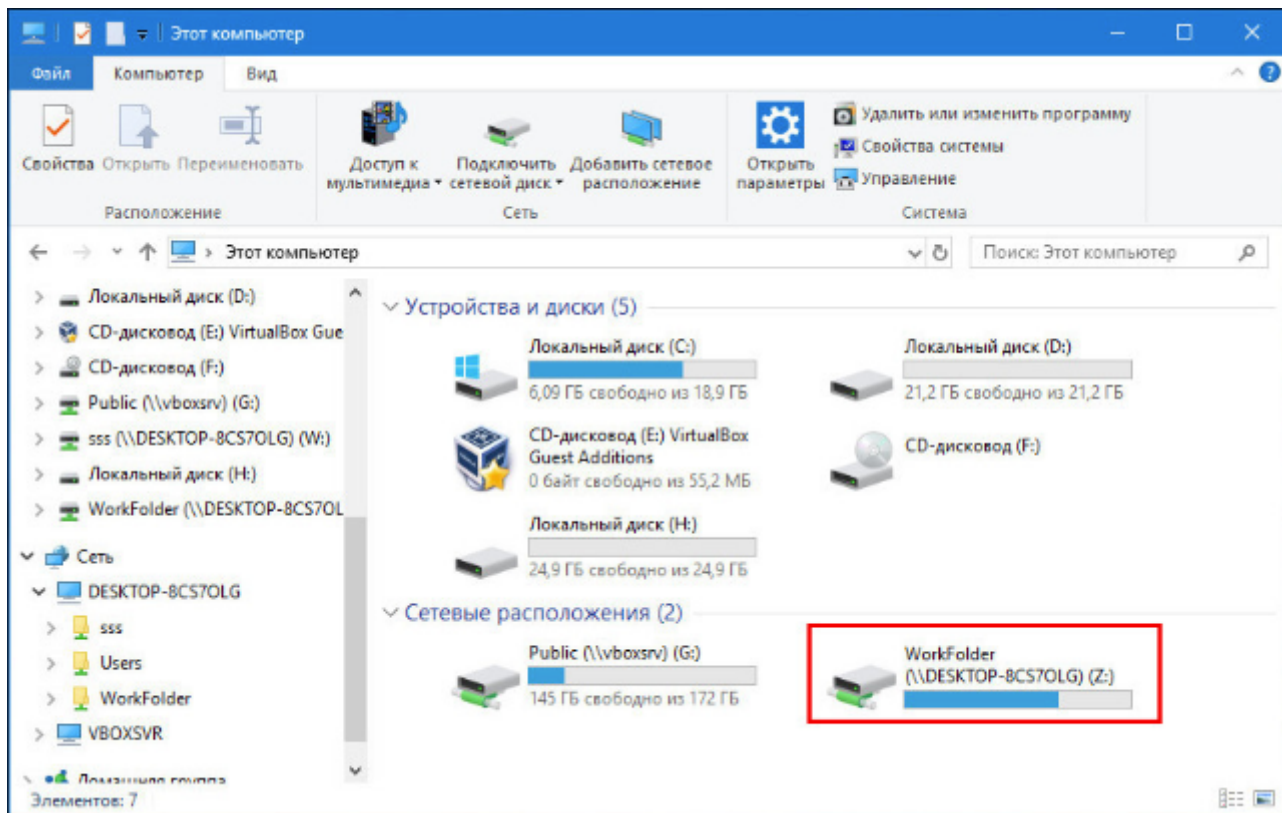 Этот компьютер
Файл Компьютер Вид
Свойства Открыть Переименовать
Доступ к мультимедиа
Подключить сетевой диск
Добавить сетевое расположение
Открыть параметры
Удалить или изменить программу
Свойства системы
Управление
Расположение Сеть Система
Этот компьютер
Поиск: Этот компьютер
Локальный диск (D:)
CD-дисковод (E:) VirtualBox Gue
CD-дисковод (F:)
Public (\\vboxsrv) (G:)
sss (\\DESKTOP-8CS7OLG) (W:)
Локальный диск (H:)
WorkFolder (\\DESKTOP-8CS7OL
Сеть
DESKTOP-8CS7OLG
sss
Users
WorkFolder
VBOXSVR
Домашняя группа
Устройства и диски (5)
Локальный диск (C:)
6,09 ГБ свободно из 18,9 ГБ
Локальный диск (D:)
21,2 ГБ свободно из 21,2 ГБ
CD-дисковод (E:) VirtualBox
Guest Additions
0 байт свободно из 55,2 МБ
CD-дисковод (F:)
Локальный диск (H:)
24,9 ГБ свободно из 24,9 ГБ
Сетевые расположения (2)
Public (\\vboxsrv) (G:)
145 ГБ свободно из 172 ГБ
WorkFolder
(\\DESKTOP-8CS7OLG) (Z:)
Элементов: 7